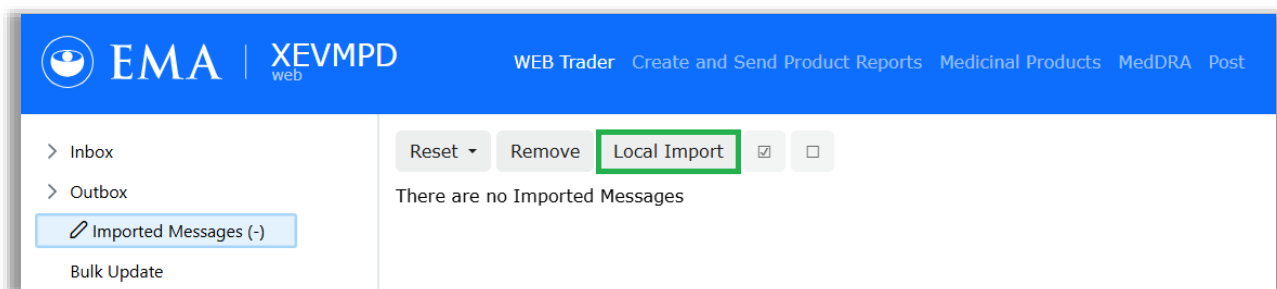 EMA XEVMPD
web
WEB Trader Create and Send Product Reports Medicinal Products MedDRA Post
Inbox
Outbox
Imported Messages (-)
Bulk Update
Reset Remove Local Import
There are no Imported Messages